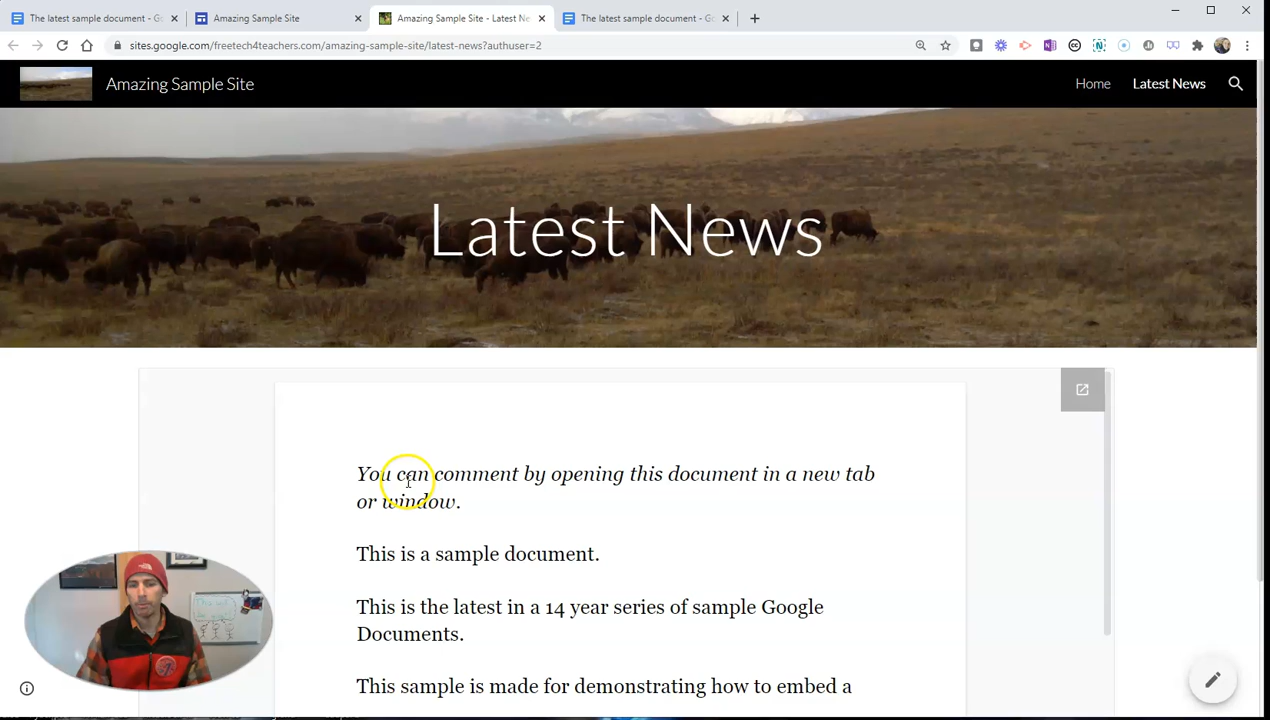 The latest sample document - Go
Amazing Sample Site
Amazing Sample Site - Latest Ne
The latest sample document - Go
sites.google.com/freetech4teachers.com/amazing-sample-site/latest-news?authuser=2
Amazing Sample Site
Home
Latest News
Latest News
You can comment by opening this document in a new tab
or window.
This is a sample document.
This is the latest in a 14 year series of sample Google
Documents.
This sample is made for demonstrating how to embed a